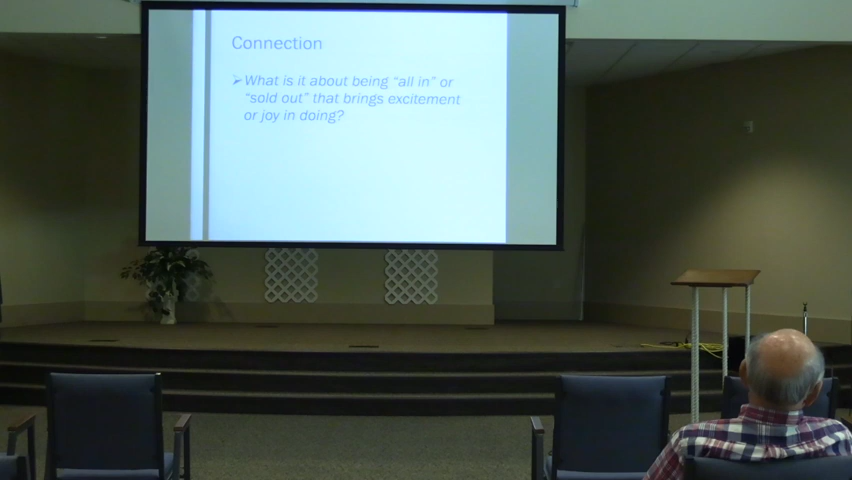 Connection
➢What is it about being “all in” or
“sold out” that brings excitement
or joy in doing?